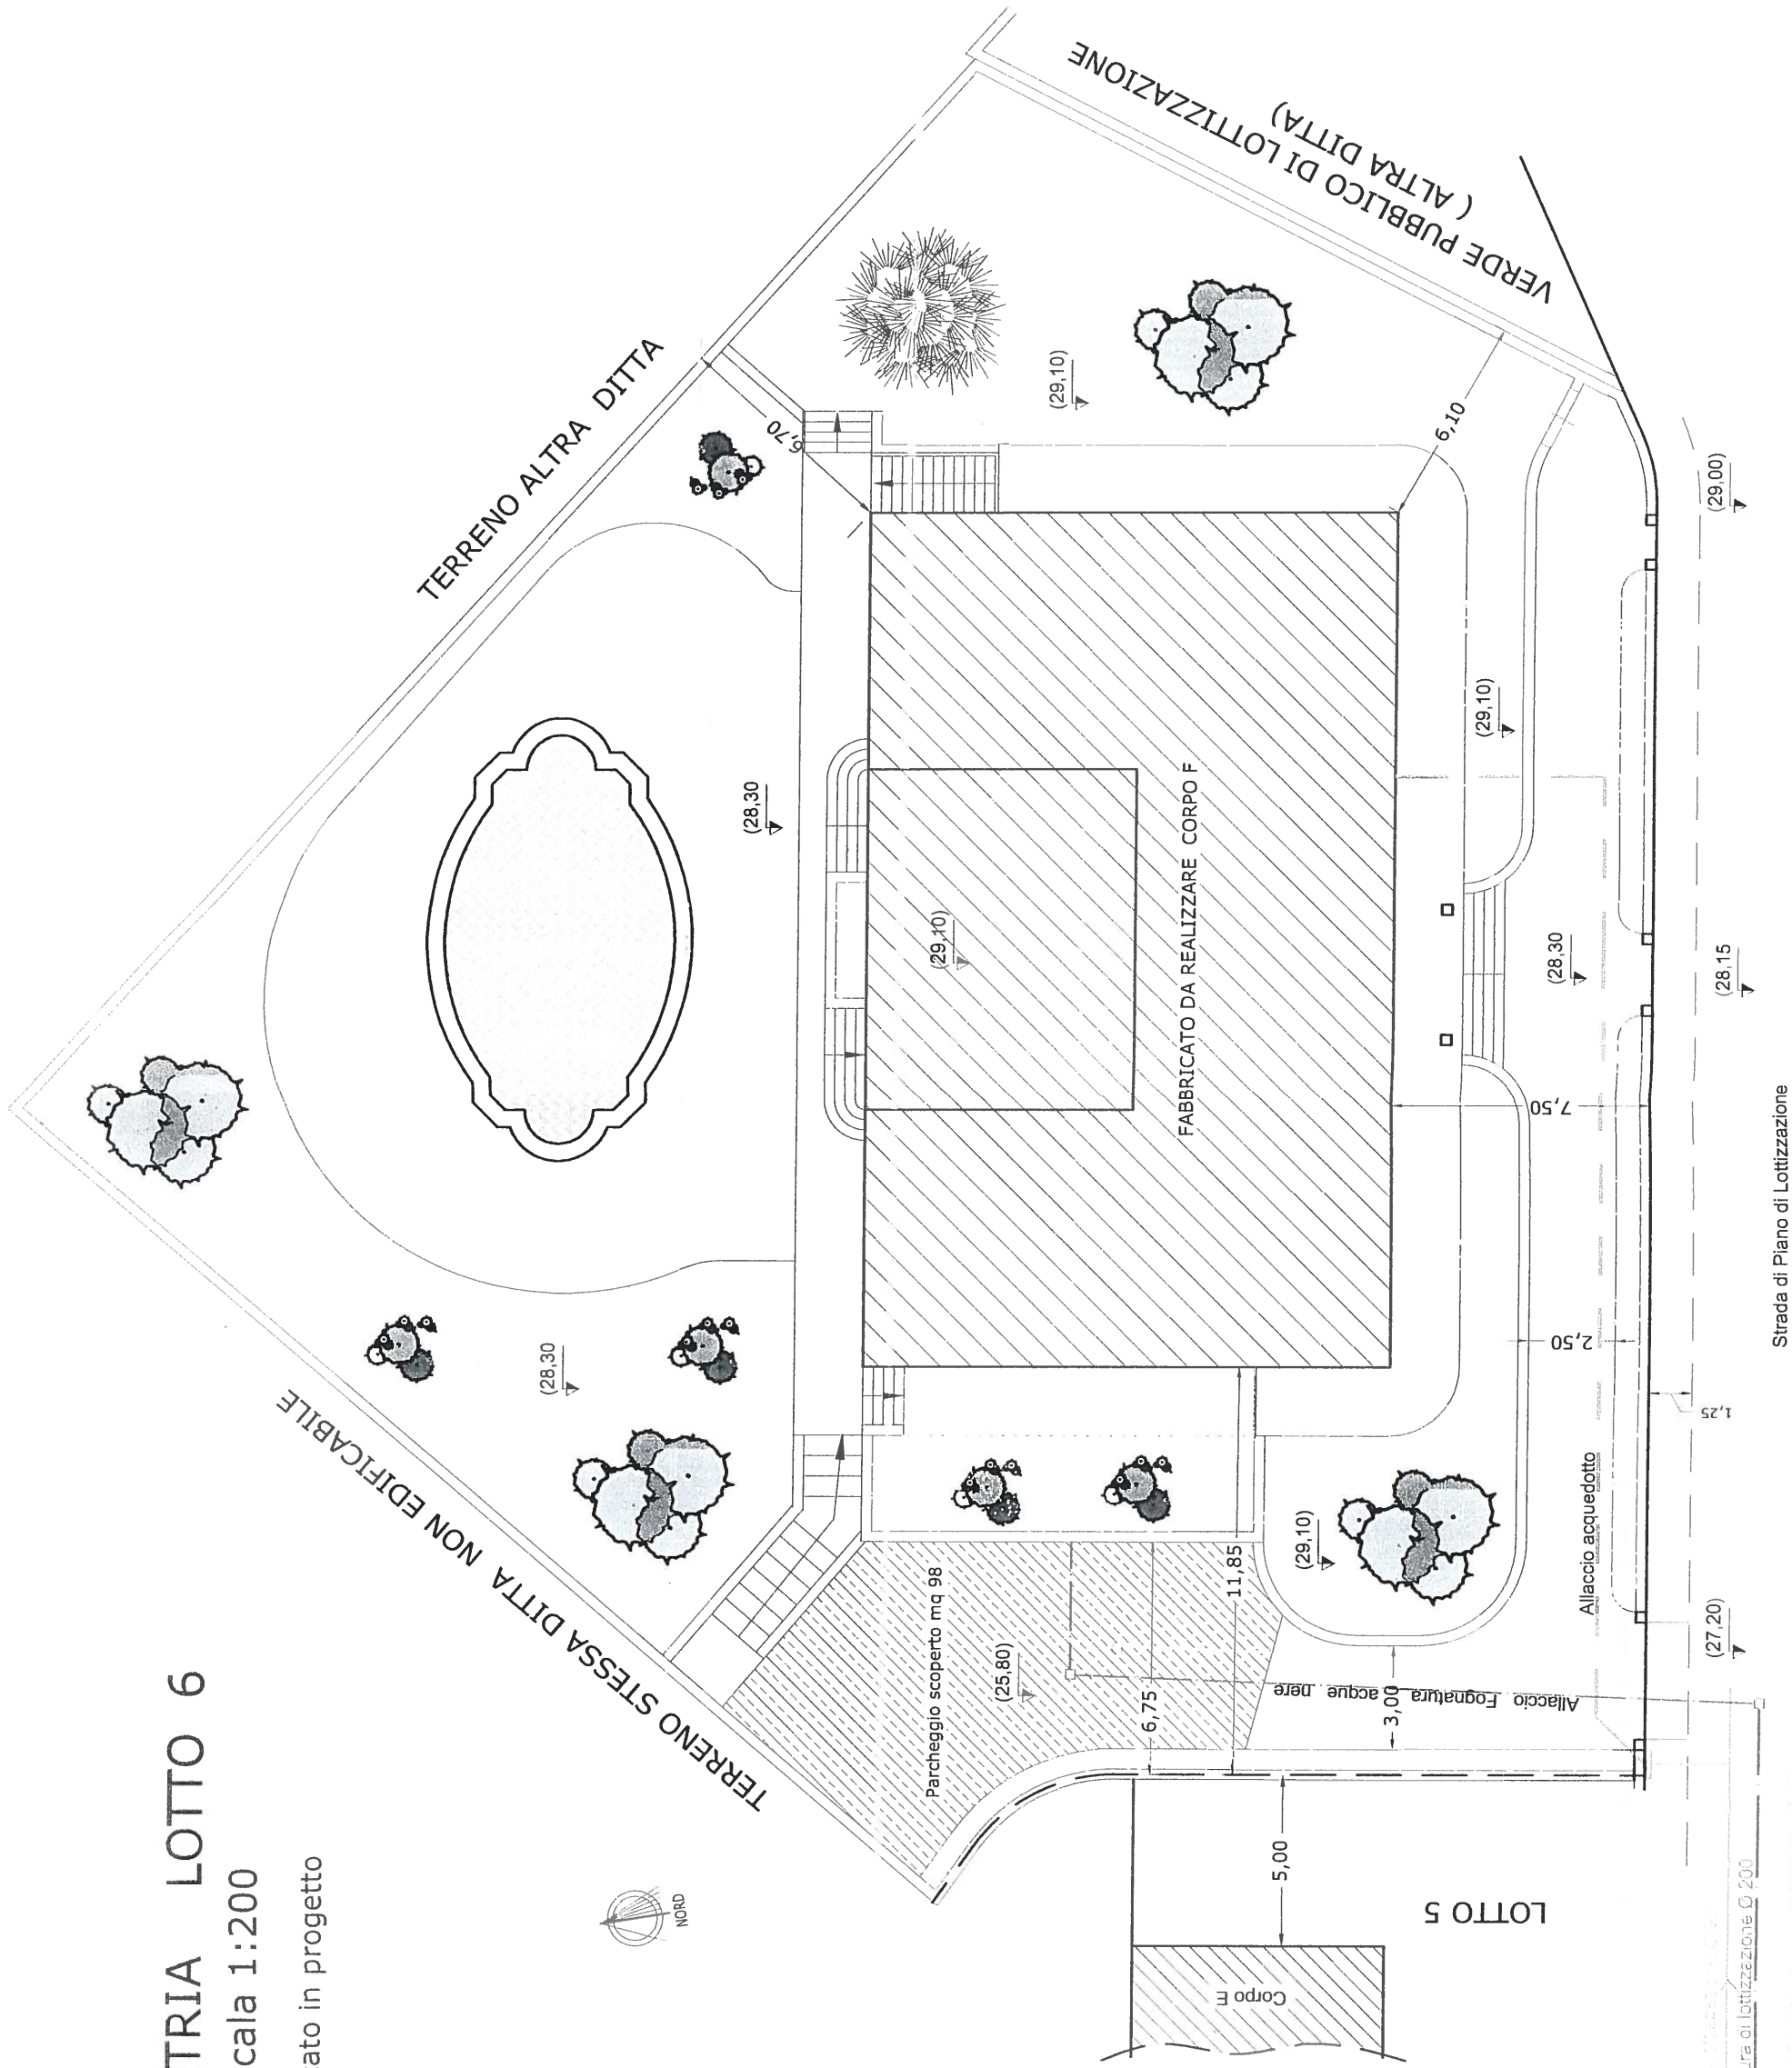 TRIA LOTTO 6
cala 1:200
ato in progetto
NORD
TERRENO ALTRA DITTA
VERDE PUBBLICO DI LOTTIZZAZIONE
( ALTRA DITTA)
TERRENO STESSA DITTA NON EDIFICABILE
6,70
(29,10)
6,10
(28,30)
(29,10)
FABBRICATO DA REALIZZARE CORPO F
(29,10)
(29,00)
(28,30)
(28,15)
7,50
2,50
1,25
(28,30)
Parcheggio scoperto mq 98
(25,80)
6,75
11,85
(29,10)
3,00
Allaccio Fognatura acque nere
Allaccio acquedotto
(27,20)
Strada di Piano di Lottizzazione
5,00
Corpo E
LOTTO 5
ra di lottizzazione Ø 200